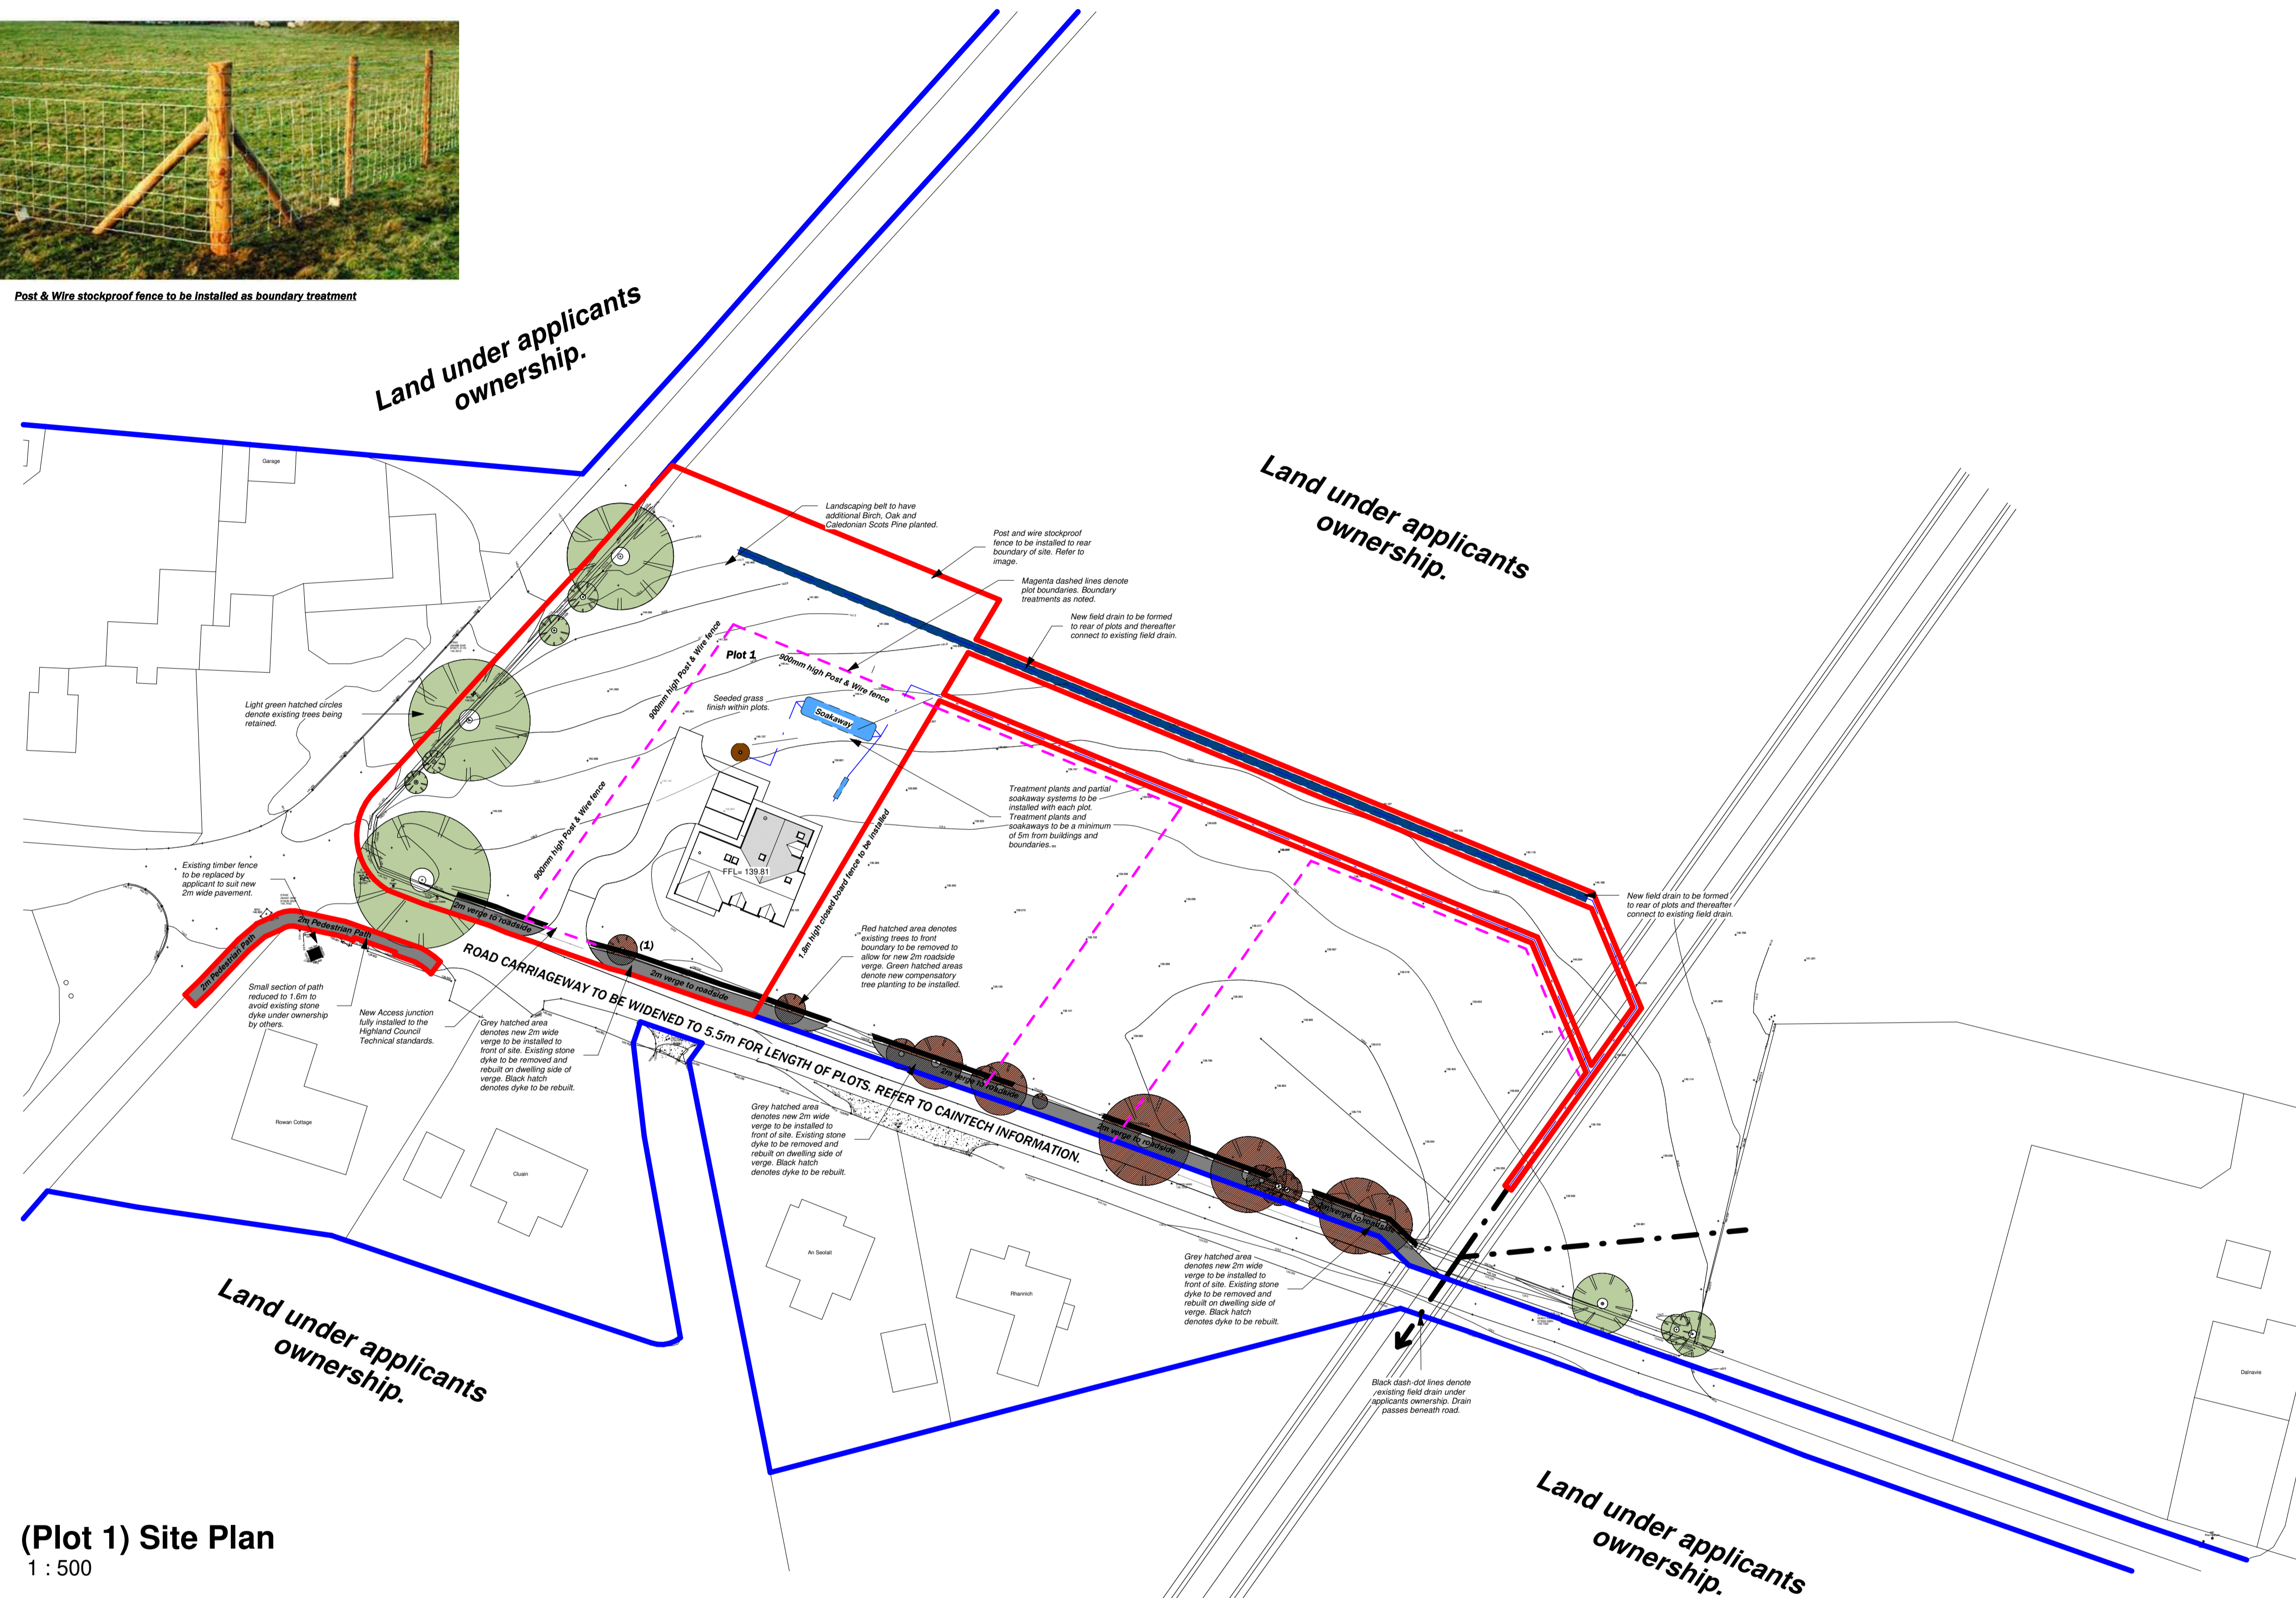 Post & Wire stockproof fence to be installed as boundary treatment
Land under applicants
ownership.
Land under applicants
ownership.
Garage
Landscaping belt to have
additional Birch, Oak and
Caledonian Scots Pine planted.
Post and wire stockproof
fence to be installed to rear
boundary of site. Refer to
image.
Magenta dashed lines denote
plot boundaries. Boundary
treatments as noted.
New field drain to be formed
to rear of plots and thereafter
connect to existing field drain.
Plot 1
900mm high Post & Wire fence
900mm high Post & Wire fence
Seeded grass
finish within plots.
Soakaway
Light green hatched circles
denote existing trees being
retained.
900mm high Post & Wire fence
Treatment plants and partial
soakaway systems to be
installed with each plot.
Treatment plants and
soakaways to be a minimum
of 5m from buildings and
boundaries.
FFL= 139.81
1.8m high closed board fence to be installed
Existing timber fence
to be replaced by
applicant to suit new
2m wide pavement.
New field drain to be formed
to rear of plots and thereafter
connect to existing field drain.
2m verge to roadside
2m Pedestrian Path
2m Pedestrian Path
(1)
2m verge to roadside
Red hatched area denotes
existing trees to front
boundary to be removed to
allow for new 2m roadside
verge. Green hatched areas
denote new compensatory
tree planting to be installed.
ROAD CARRIAGEWAY TO BE WIDENED TO 5.5m FOR LENGTH OF PLOTS. REFER TO CAINTECH INFORMATION.
Small section of path
reduced to 1.6m to
avoid existing stone
dyke under ownership
by others.
New Access junction
fully installed to the
Highland Council
Technical standards.
Grey hatched area
denotes new 2m wide
verge to be installed to
front of site. Existing stone
dyke to be removed and
rebuilt on dwelling side of
verge. Black hatch
denotes dyke to be rebuilt.
2m verge to roadside
2m verge to roadside
2m verge to roadside
Grey hatched area
denotes new 2m wide
verge to be installed to
front of site. Existing stone
dyke to be removed and
rebuilt on dwelling side of
verge. Black hatch
denotes dyke to be rebuilt.
Rowan Cottage
Cluain
An Seolait
Rhannich
Grey hatched area
denotes new 2m wide
verge to be installed to
front of site. Existing stone
dyke to be removed and
rebuilt on dwelling side of
verge. Black hatch
denotes dyke to be rebuilt.
Black dash-dot lines denote
existing field drain under
applicants ownership. Drain
passes beneath road.
Dalnavie
Land under applicants
ownership.
Land under applicants
ownership.
(Plot 1) Site Plan
1 : 500